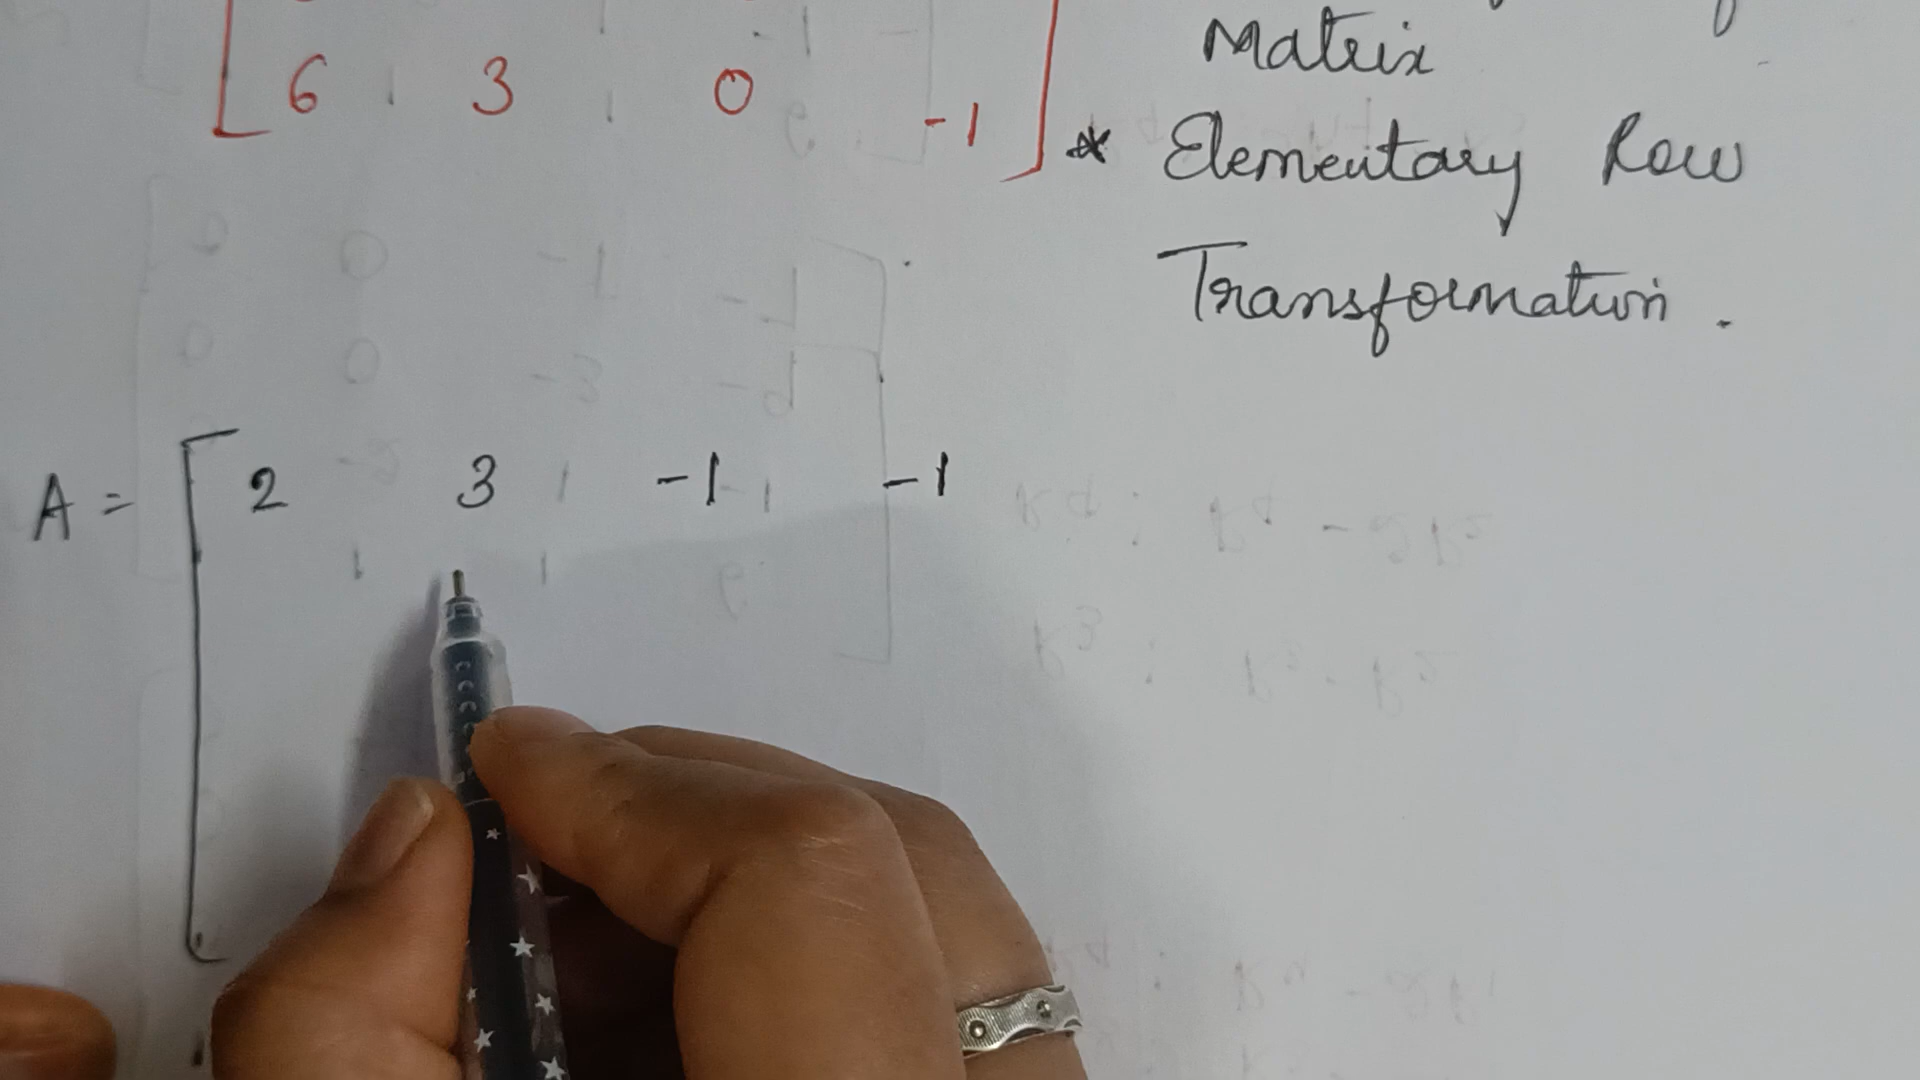 Matrix
6 3 0 -1
* Elementary Row
Transformation.
A = [ 2 3 -1 -1